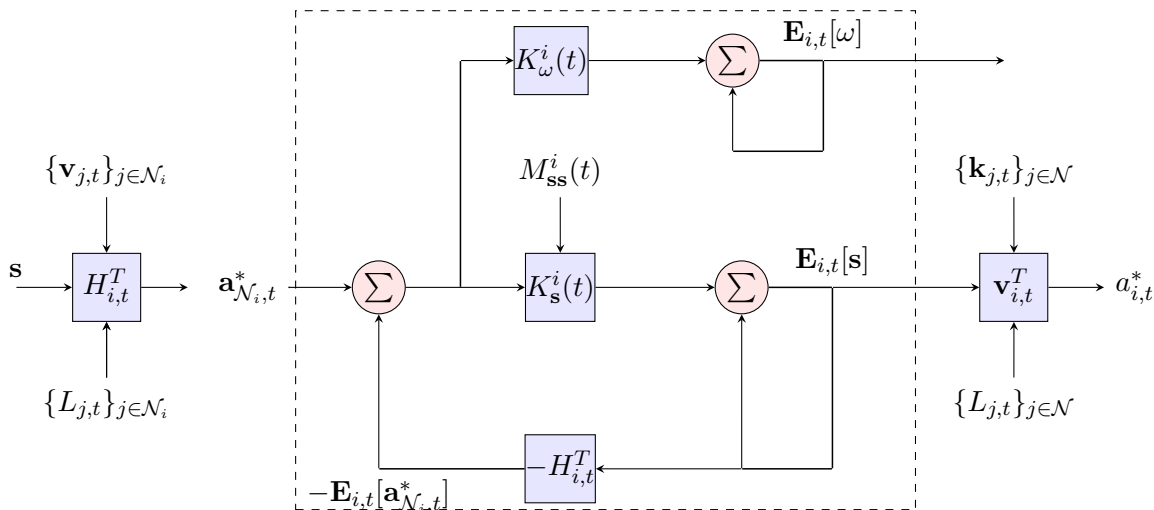 𝐄_{i,t}[ω]
K^i_ω(t)
∑
{𝐯_{j,t}}_{j∈𝒩_i}
M^i_{𝐬𝐬}(t)
{𝐤_{j,t}}_{j∈𝒩}
𝐬
H^T_{i,t}
𝐚^*_{𝒩_i,t}
∑
K^i_𝐬(t)
∑
𝐄_{i,t}[𝐬]
𝐯^T_{i,t}
a^*_{i,t}
{L_{j,t}}_{j∈𝒩_i}
{L_{j,t}}_{j∈𝒩}
−H^T_{i,t}
−𝐄_{i,t}[𝐚^*_{𝒩_i,t}]